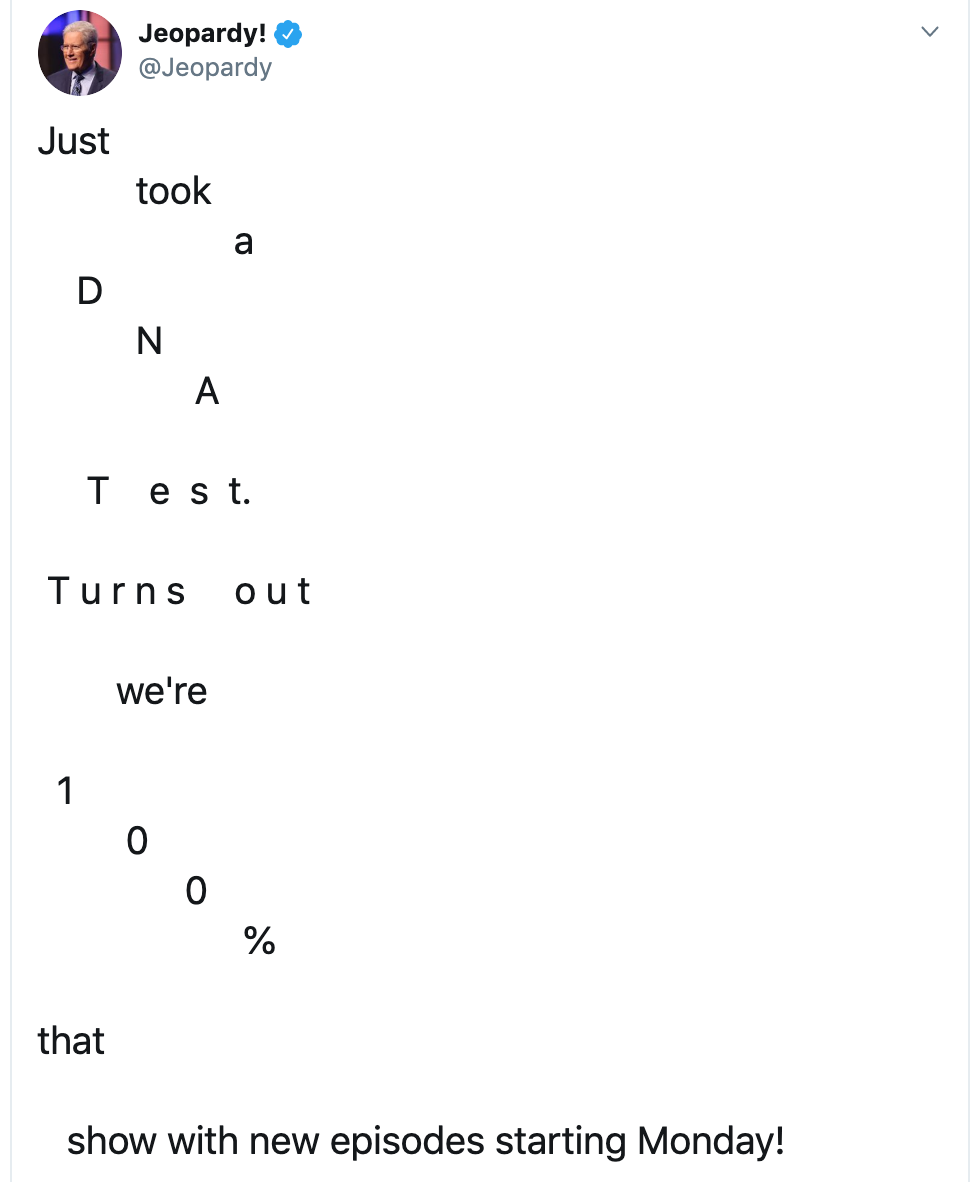 Jeopardy!
@Jeopardy
Just
took
a
D
N
A
T e s t.
T u r n s o u t
we're
1
0
0
%
that
show with new episodes starting Monday!